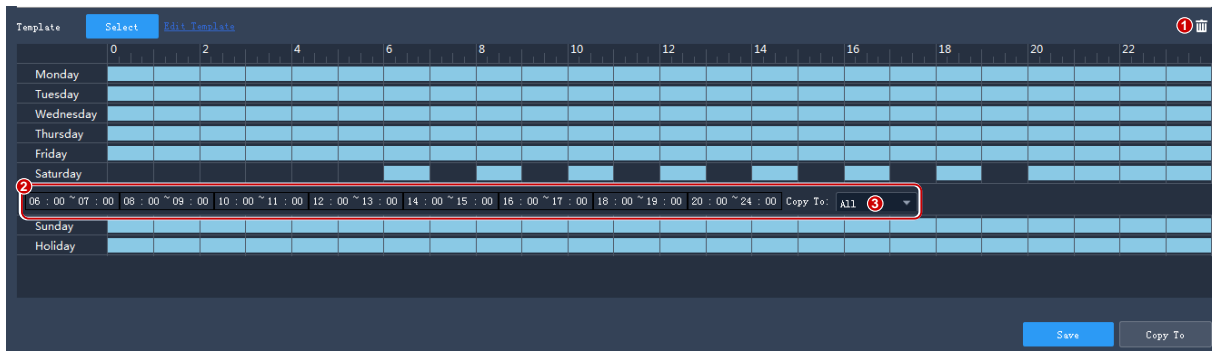 Template Select Edit Template 1
0 2 4 6 8 10 12 14 16 18 20 22
Monday
Tuesday
Wednesday
Thursday
Friday
Saturday
2
06 : 00 ~ 07 : 00 08 : 00 ~ 09 : 00 10 : 00 ~ 11 : 00 12 : 00 ~ 13 : 00 14 : 00 ~ 15 : 00 16 : 00 ~ 17 : 00 18 : 00 ~ 19 : 00 20 : 00 ~ 24 : 00 Copy To: All 3
Sunday
Holiday
Save Copy To